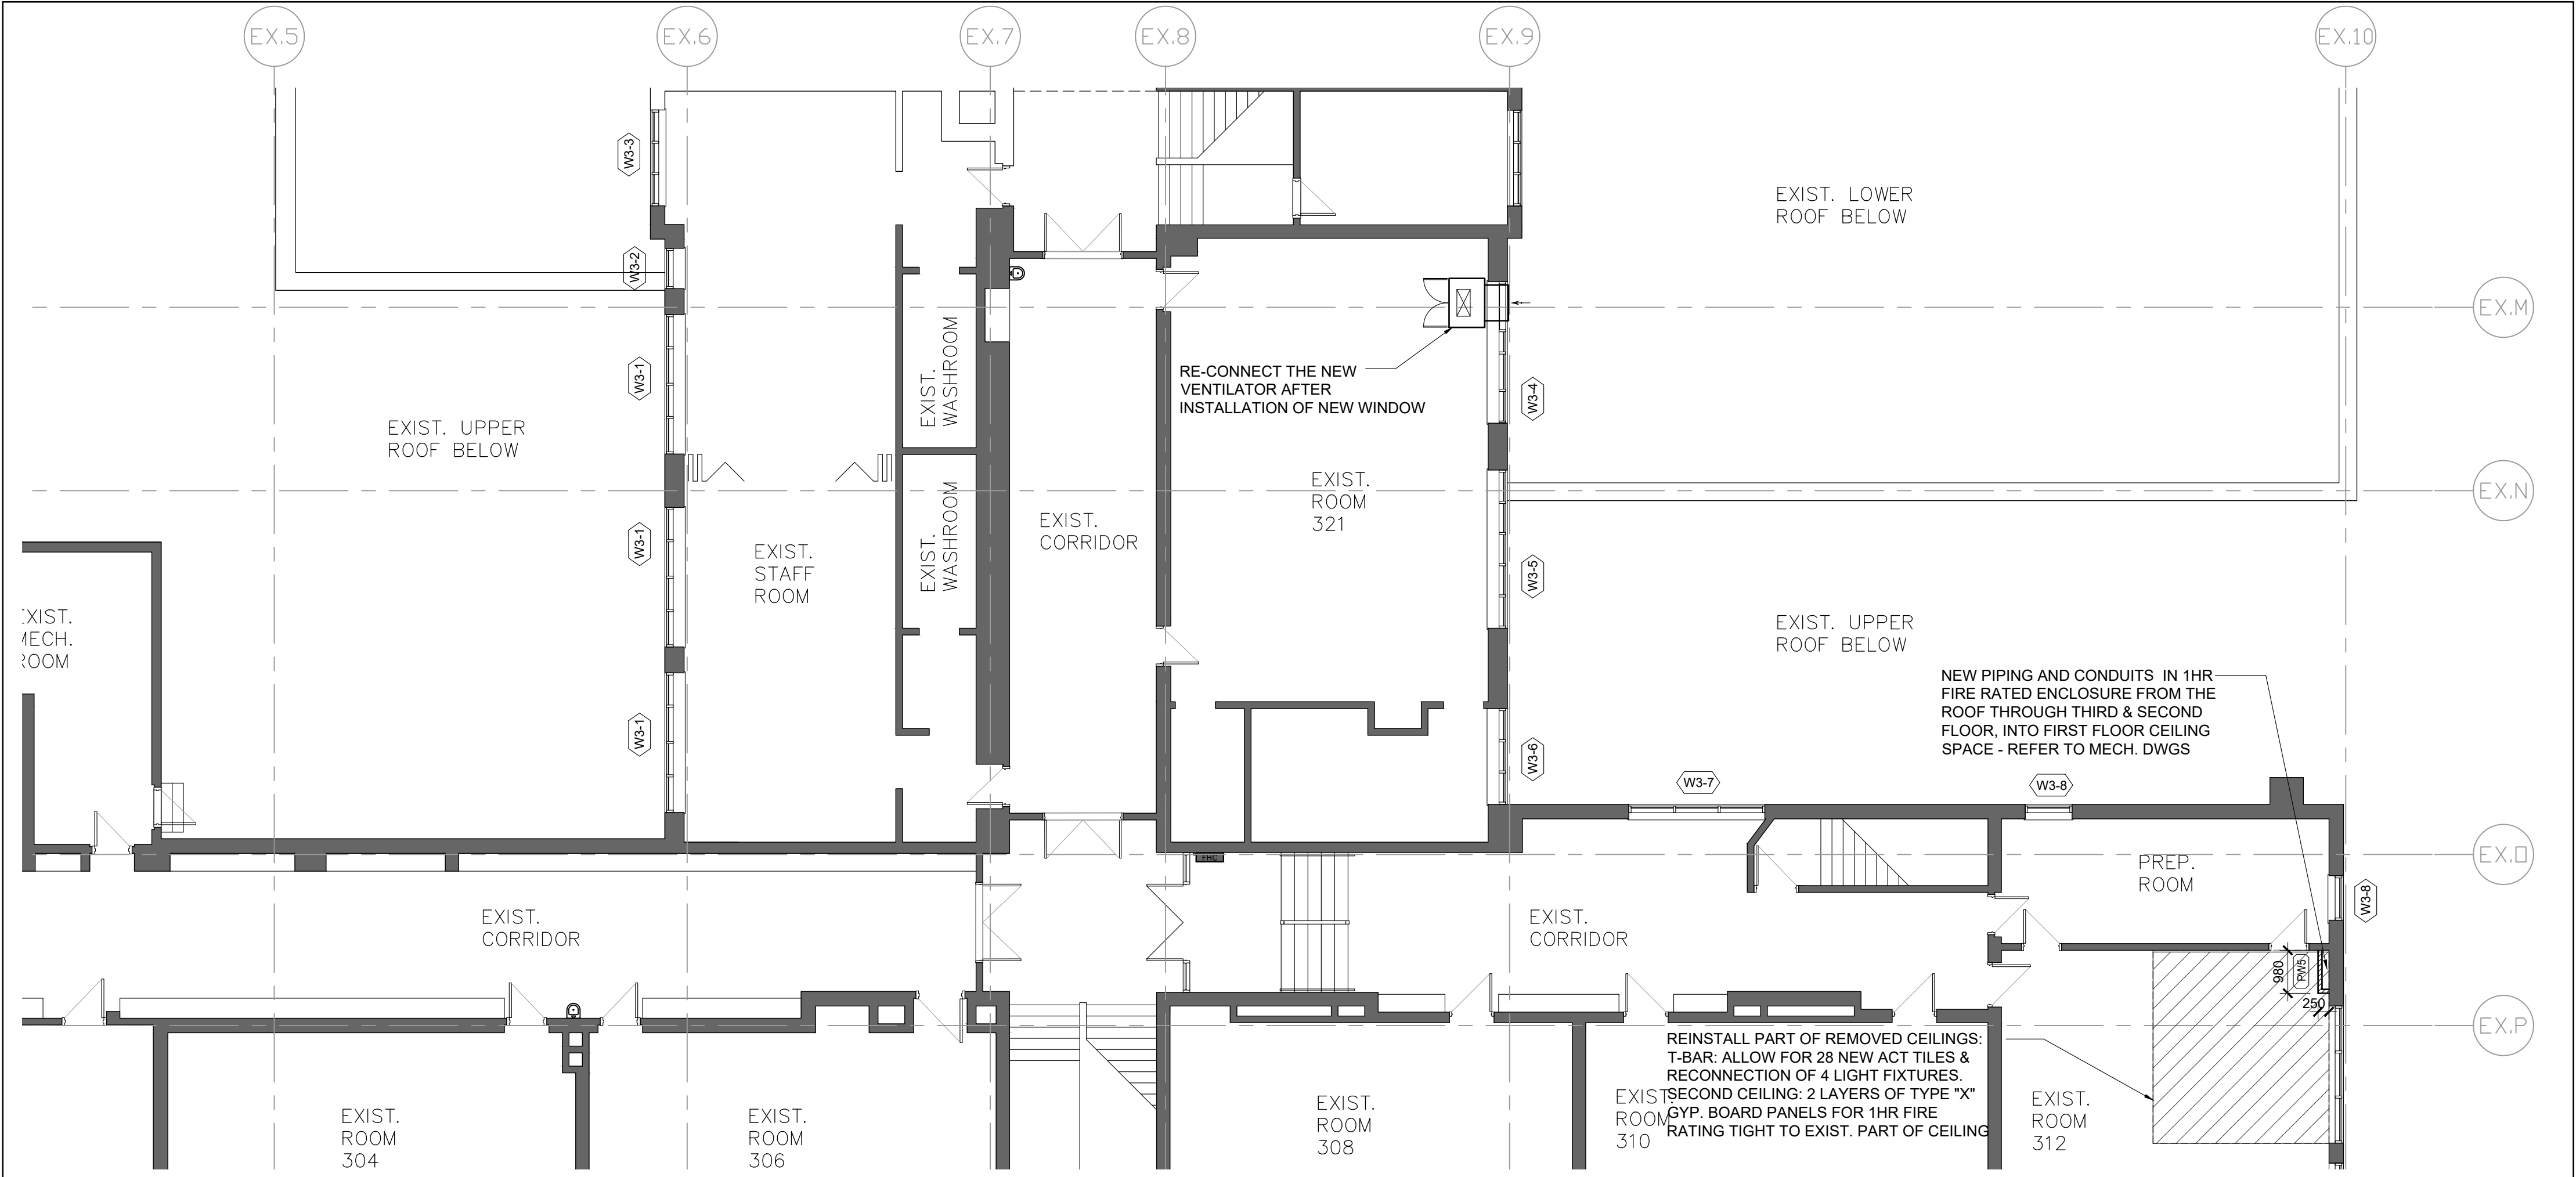 EX.5
EX.6
EX.7
EX.8
EX.9
EX.10
W3-3
EXIST. LOWER
ROOF BELOW
W3-2
EX.M
W3-1
EXIST.
WASHROOM
RE-CONNECT THE NEW
VENTILATOR AFTER
INSTALLATION OF NEW WINDOW
W3-4
EXIST. UPPER
ROOF BELOW
EXIST.
ROOM
321
EX.N
W3-1
EXIST.
STAFF
ROOM
EXIST.
WASHROOM
EXIST.
CORRIDOR
W3-5
EXIST.
MECH.
ROOM
EXIST. UPPER
ROOF BELOW
NEW PIPING AND CONDUITS IN 1HR
FIRE RATED ENCLOSURE FROM THE
ROOF THROUGH THIRD & SECOND
FLOOR, INTO FIRST FLOOR CEILING
SPACE - REFER TO MECH. DWGS
W3-1
W3-6
W3-7
W3-8
FHC
PREP.
ROOM
EX.O
W3-8
EXIST.
CORRIDOR
EXIST.
CORRIDOR
980
PW5
250
EX.P
REINSTALL PART OF REMOVED CEILINGS:
T-BAR: ALLOW FOR 28 NEW ACT TILES &
RECONNECTION OF 4 LIGHT FIXTURES.
SECOND CEILING: 2 LAYERS OF TYPE "X"
GYP. BOARD PANELS FOR 1HR FIRE
RATING TIGHT TO EXIST. PART OF CEILING
EXIST.
ROOM
304
EXIST.
ROOM
306
EXIST.
ROOM
308
EXIST.
ROOM
310
EXIST.
ROOM
312